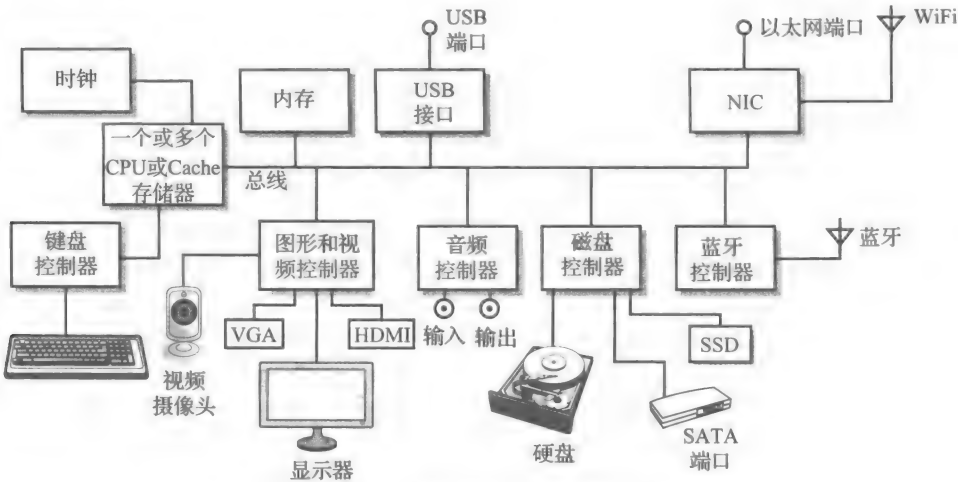 USB
端口
以太网端口
WiFi
时钟
内存
USB
接口
NIC
一个或多个
CPU或Cache
存储器
总线
键盘
控制器
图形和视
频控制器
音频
控制器
磁盘
控制器
蓝牙
控制器
蓝牙
VGA
HDMI
输入
输出
SSD
视频
摄像头
显示器
硬盘
SATA
端口